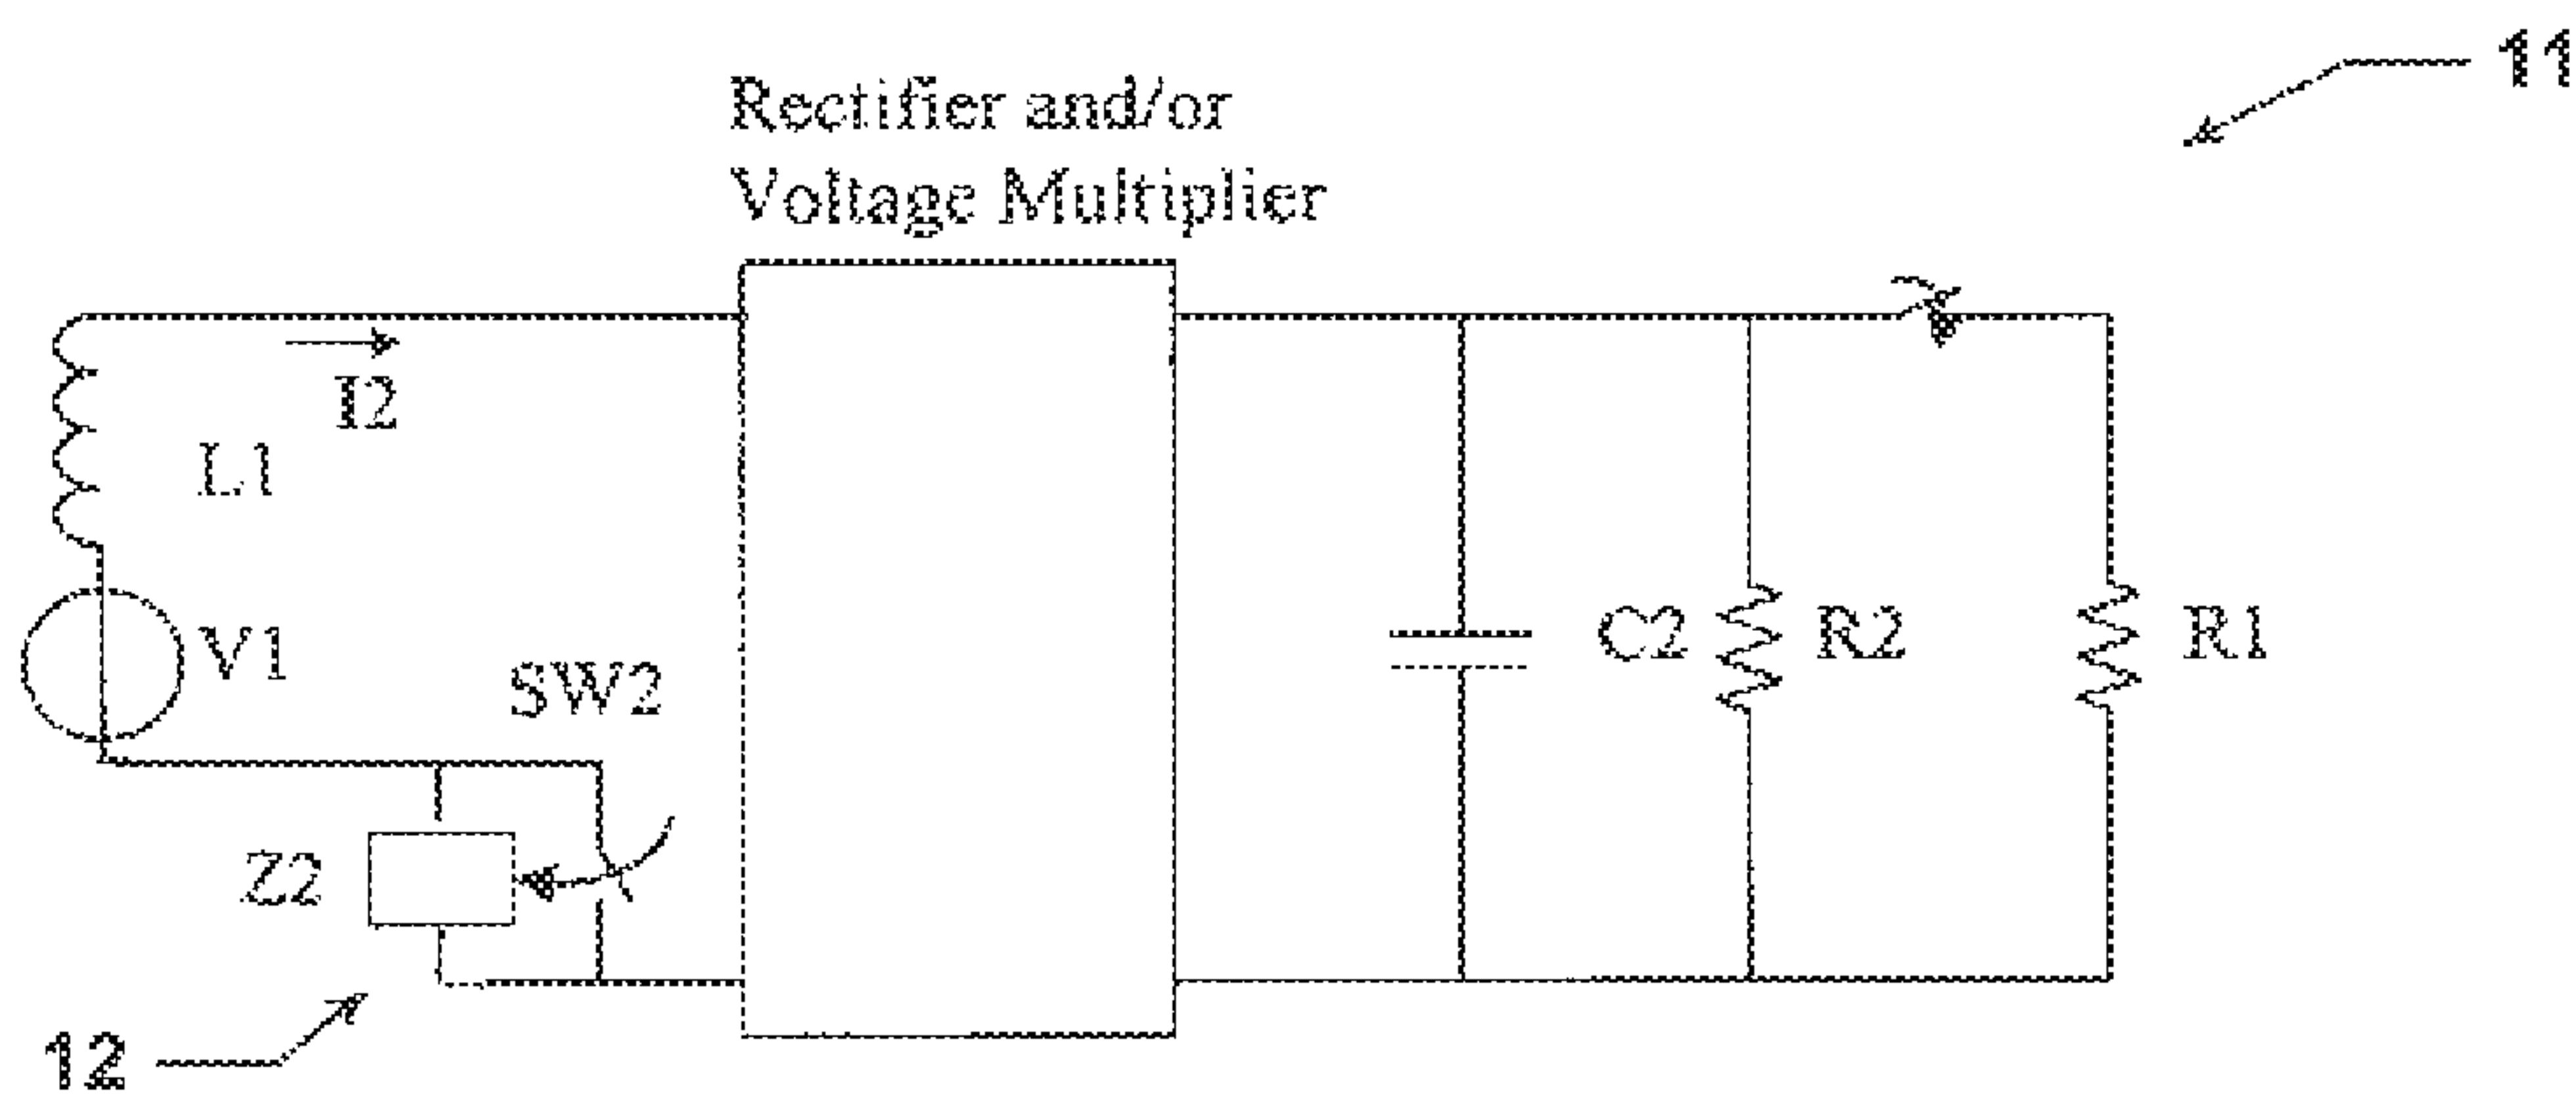 11
Rectifier and/or
Voltage Multiplier
I2
L1
V1
SW2
C2
R2
R1
Z2
12